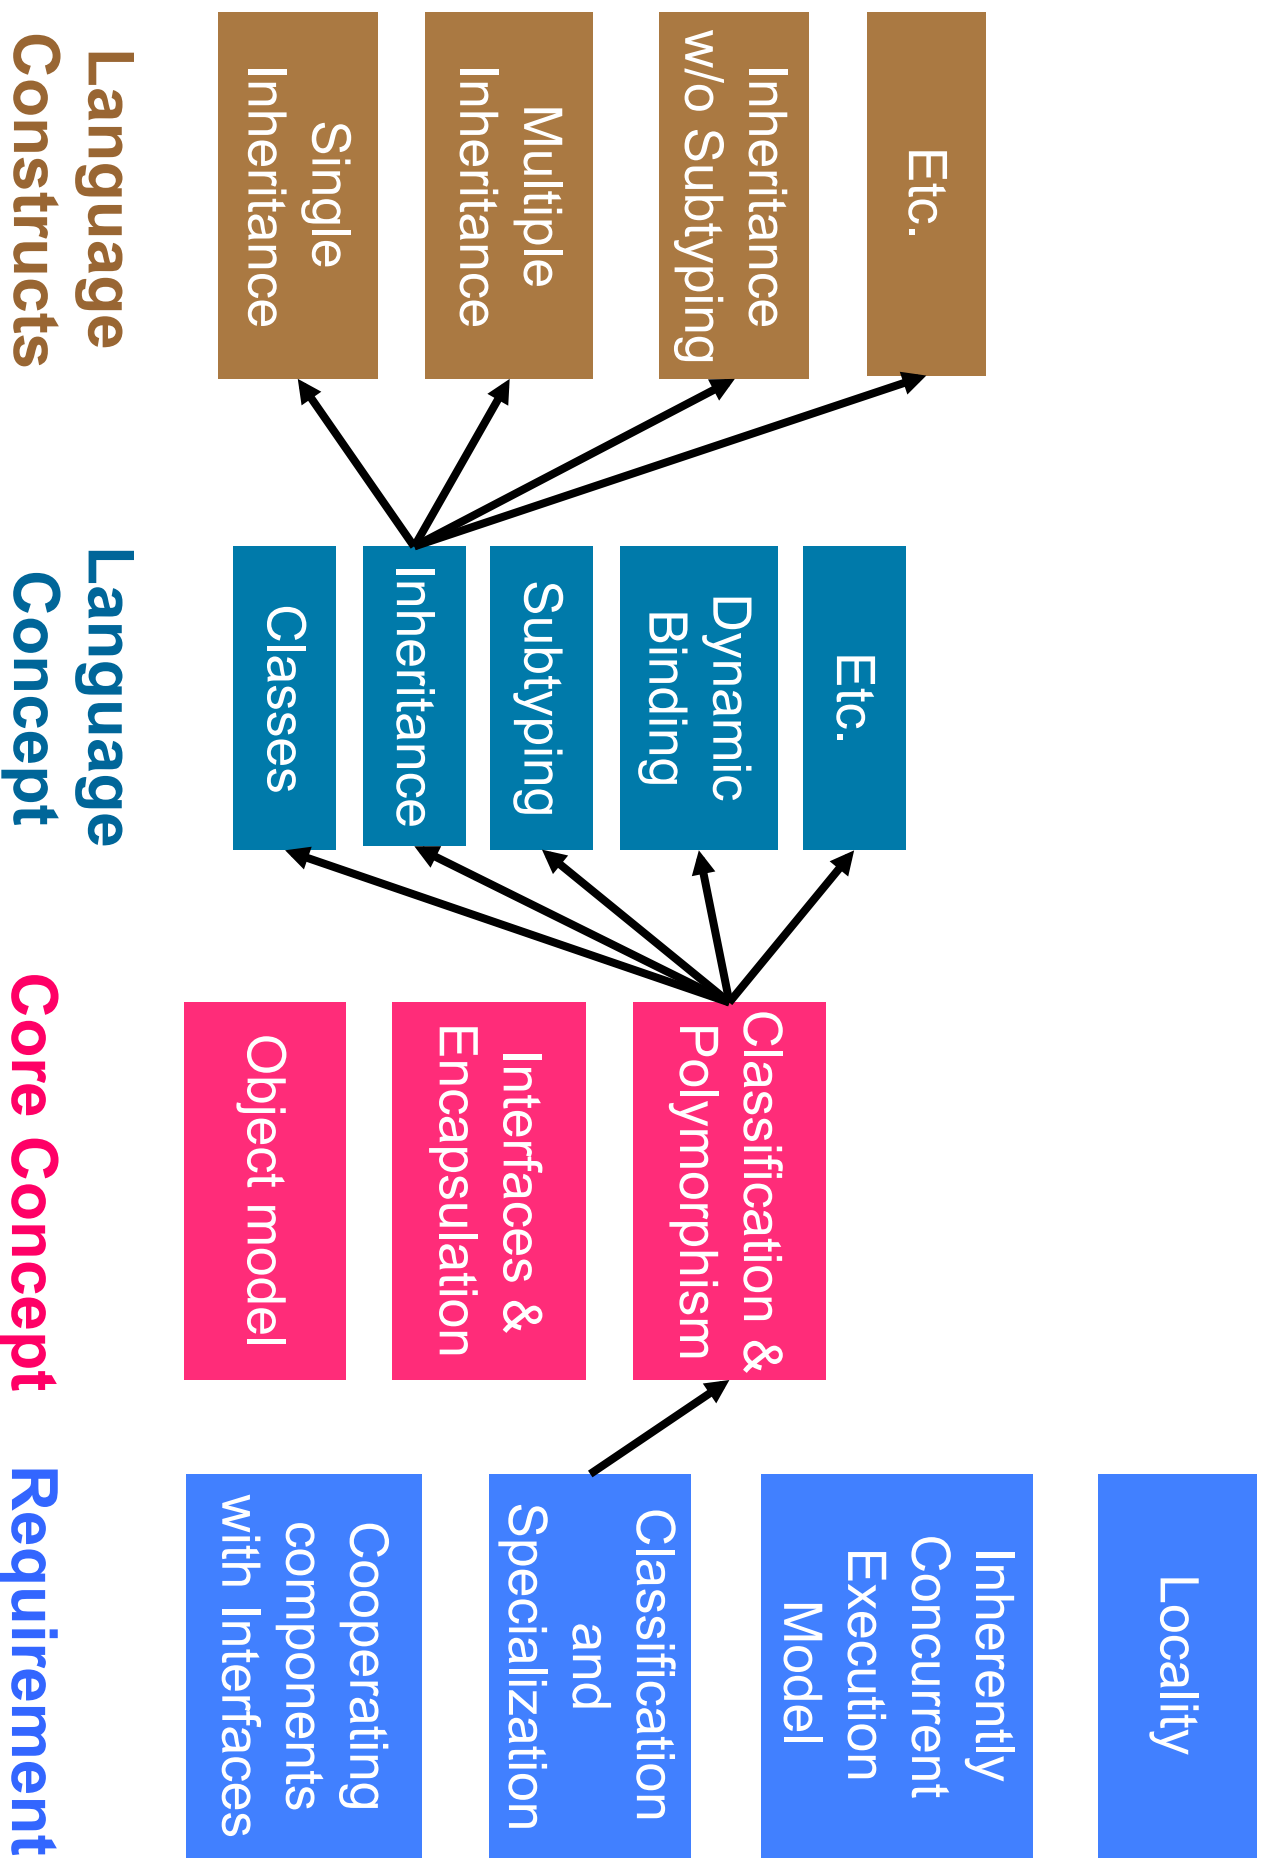 Etc.
Inheritance
w/o Subtyping
Multiple
Inheritance
Single
Inheritance
Language
Constructs
Etc.
Dynamic
Binding
Subtyping
Inheritance
Classes
Language
Concept
Classification &
Polymorphism
Interfaces &
Encapsulation
Object model
Core Concept
Locality
Inherently
Concurrent
Execution
Model
Classification
and
Specialization
Cooperating
components
with Interfaces
Requirement